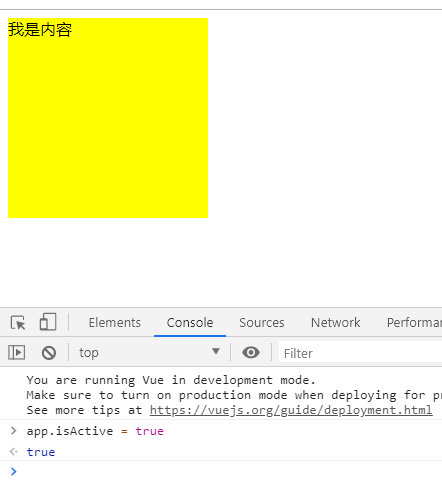 我是内容
Elements Console Sources Network
top Filter
You are running Vue in development mode.
Make sure to turn on production mode when deploying for
See more tips at https://vuejs.org/guide/deployment.html
> app.isActive = true
true
>